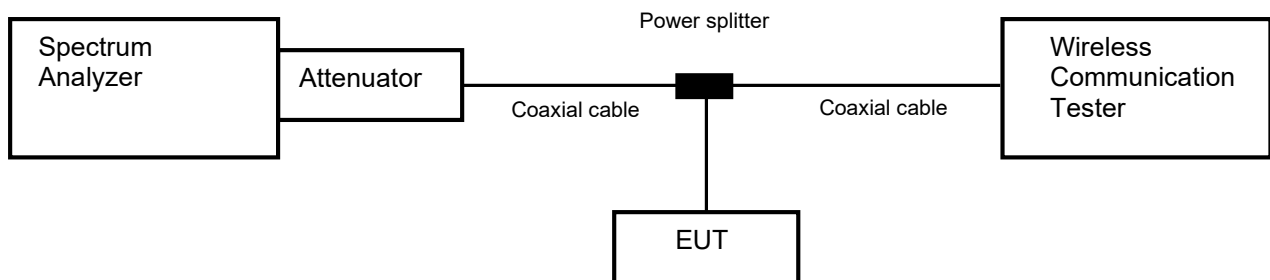 Power splitter
Spectrum
Analyzer
Attenuator
Wireless
Communication
Tester
Coaxial cable
Coaxial cable
EUT